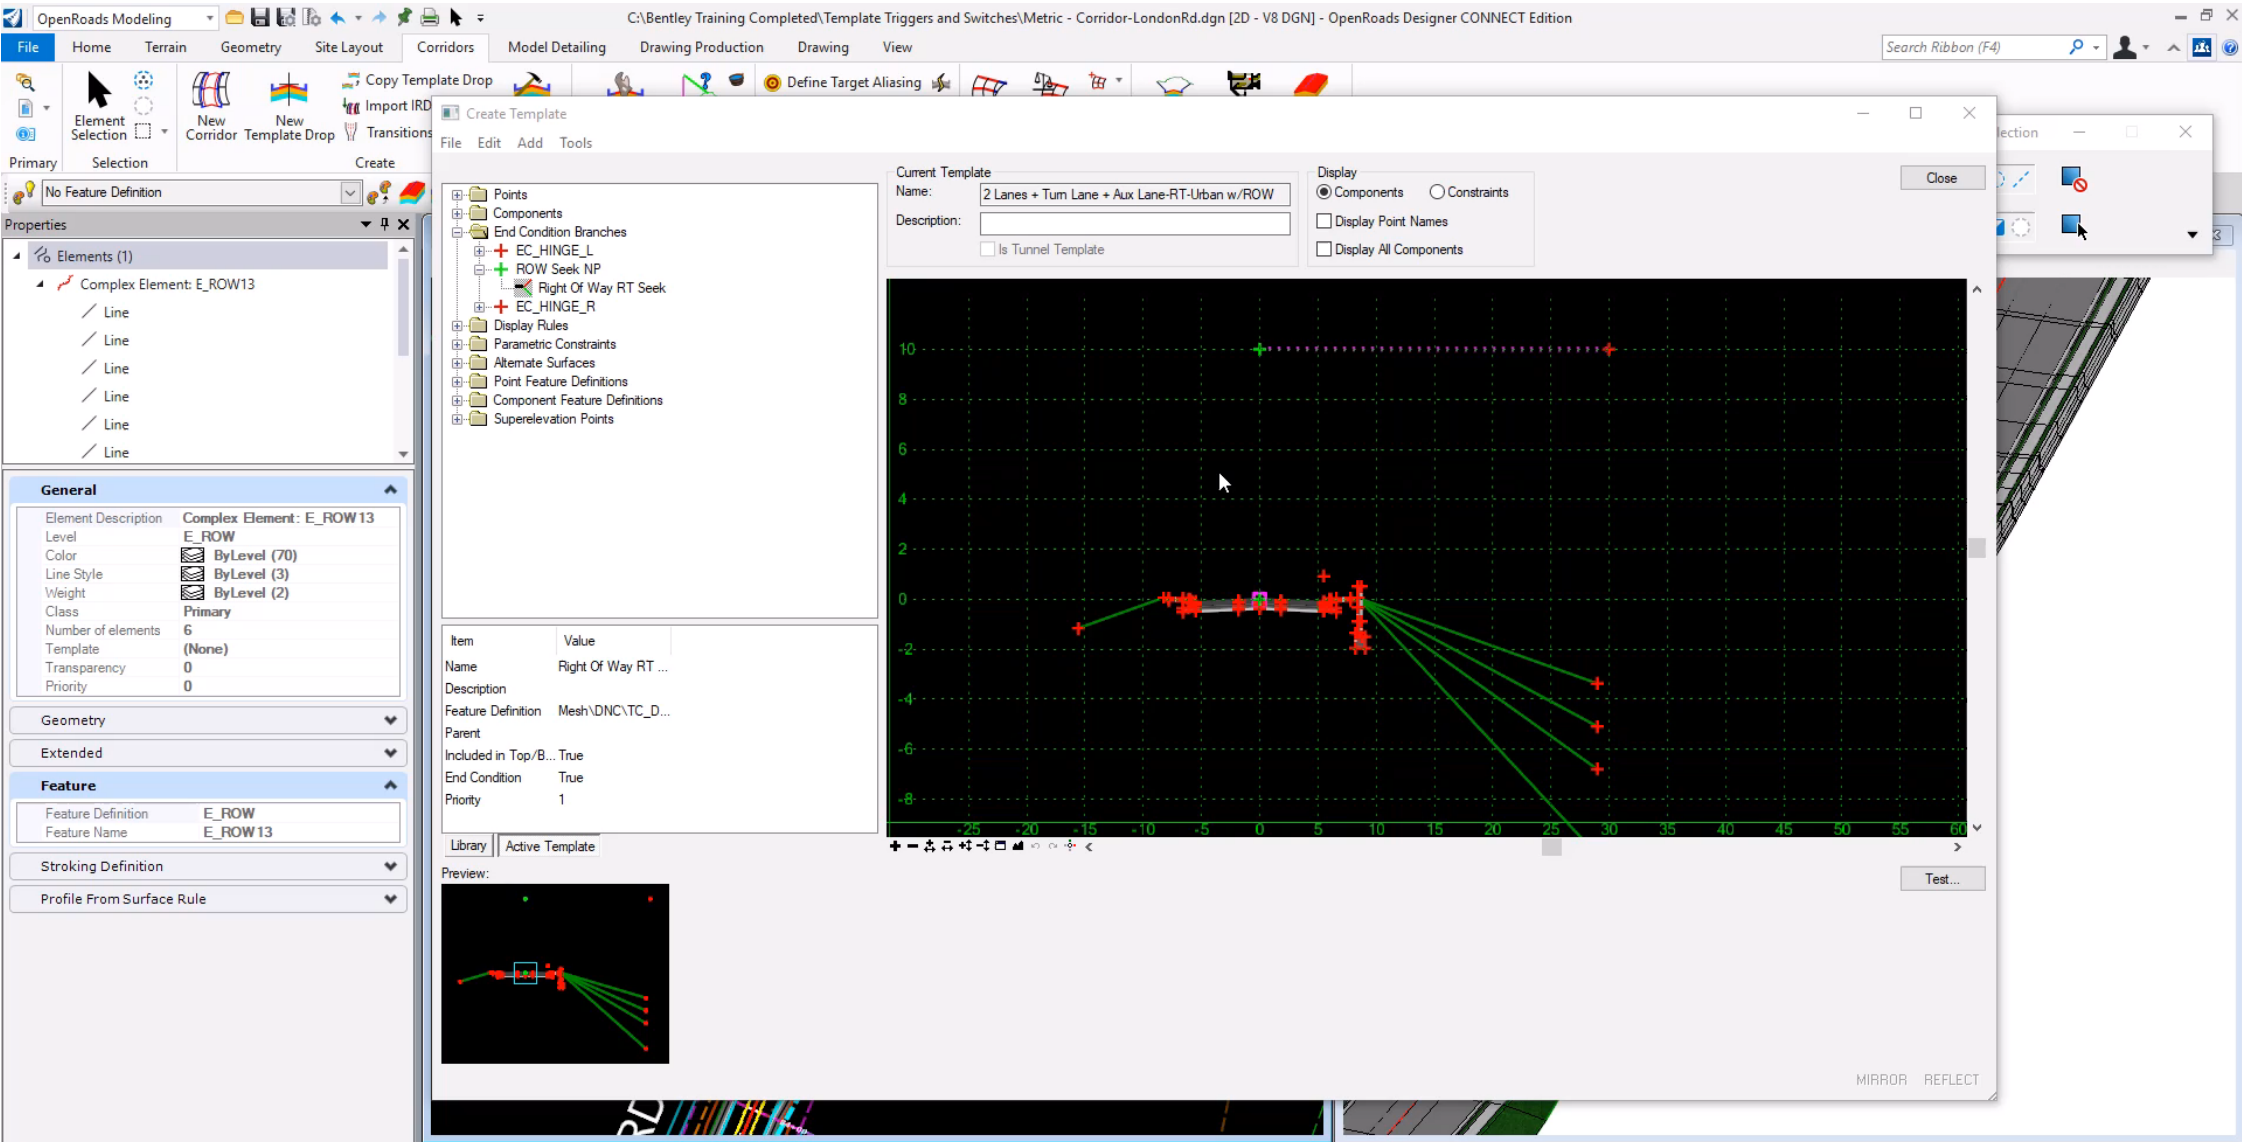 OpenRoads Modeling
C:\Bentley Training Completed\Template Triggers and Switches\Metric - Corridor-LondonRd.dgn [2D - V8 DGN] - OpenRoads Designer CONNECT Edition
File Home Terrain Geometry Site Layout Corridors Model Detailing Drawing Production Drawing View
Search Ribbon (F4)
Element Selection
New Corridor
New Template Drop
Copy Template Drop
Import IRD
Transitions
Define Target Aliasing
Primary Selection Create
No Feature Definition
Properties
Elements (1)
Complex Element: E_ROW13
Line
Line
Line
Line
Line
Line
General
Element Description Complex Element: E_ROW13
Level E_ROW
Color ByLevel (70)
Line Style ByLevel (3)
Weight ByLevel (2)
Class Primary
Number of elements 6
Template (None)
Transparency 0
Priority 0
Geometry
Extended
Feature
Feature Definition E_ROW
Feature Name E_ROW13
Stroking Definition
Profile From Surface Rule
Create Template
File Edit Add Tools
Points
Components
End Condition Branches
EC_HINGE_L
ROW Seek NP
Right Of Way RT Seek
EC_HINGE_R
Display Rules
Parametric Constraints
Alternate Surfaces
Point Feature Definitions
Component Feature Definitions
Superelevation Points
Item Value
Name Right Of Way RT ...
Description
Feature Definition Mesh\DNC\TC_D...
Parent
Included in Top/B... True
End Condition True
Priority 1
Library Active Template
Preview:
Current Template
Name: 2 Lanes + Turn Lane + Aux Lane-RT-Urban w/ROW
Description:
Is Tunnel Template
Display
Components Constraints
Display Point Names
Display All Components
Close
lection
10
8
6
4
2
0
-2
-4
-6
-8
-25 -20 -15 -10 -5 0 5 10 15 20 25 30 35 40 45 50 55 60
Test...
MIRROR REFLECT
RD